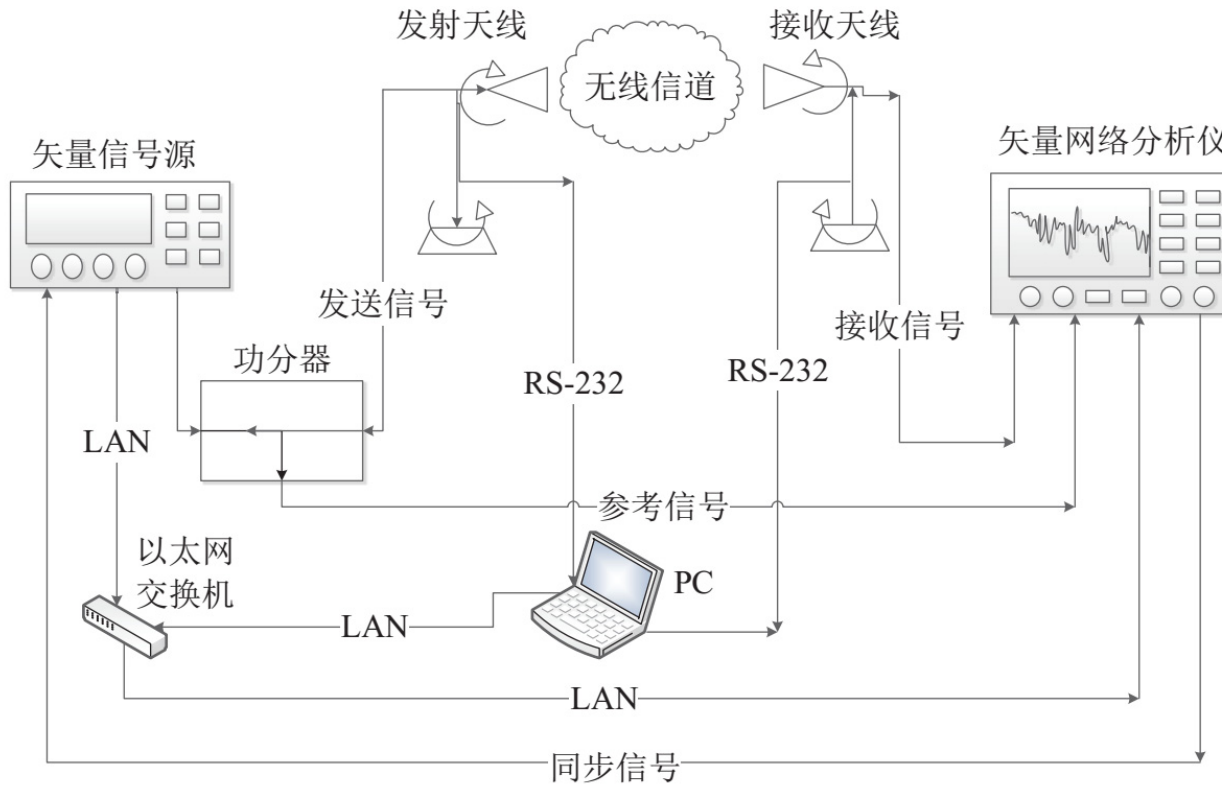 发射天线
接收天线
无线信道
矢量信号源
矢量网络分析仪
发送信号
接收信号
功分器
RS-232
RS-232
LAN
参考信号
以太网
交换机
PC
LAN
LAN
同步信号